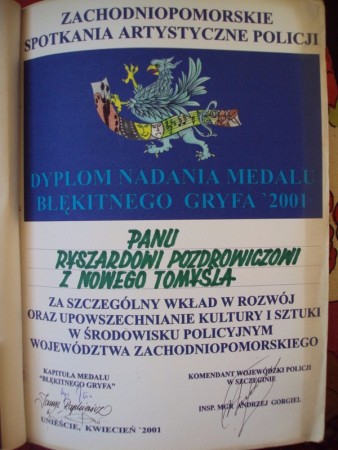 ZACHODNIOPOMORSKIE
SPOTKANIA ARTYSTYCZNE POLICJI
DYPLOM NADANIA MEDALU
BŁĘKITNEGO GRYFA `2001
PANU
RYSZARDOWI POZDROWICZOWI
Z NOWEGO TOMYŚLA
ZA SZCZEGÓLNY WKŁAD W ROZWÓJ
ORAZ UPOWSZECHNIANIE KULTURY I SZTUKI
W ŚRODOWISKU POLICYJNYM
WOJEWÓDZTWA ZACHODNIOPOMORSKIEGO
KAPITUŁA MEDALU
"BŁĘKITNEGO GRYFA"
UNIEŚCIE, KWIECIEŃ `2001
KOMENDANT WOJEWÓDZKI POLICJI
W SZCZECINIE
INSP. MGR ANDRZEJ GORGIEL